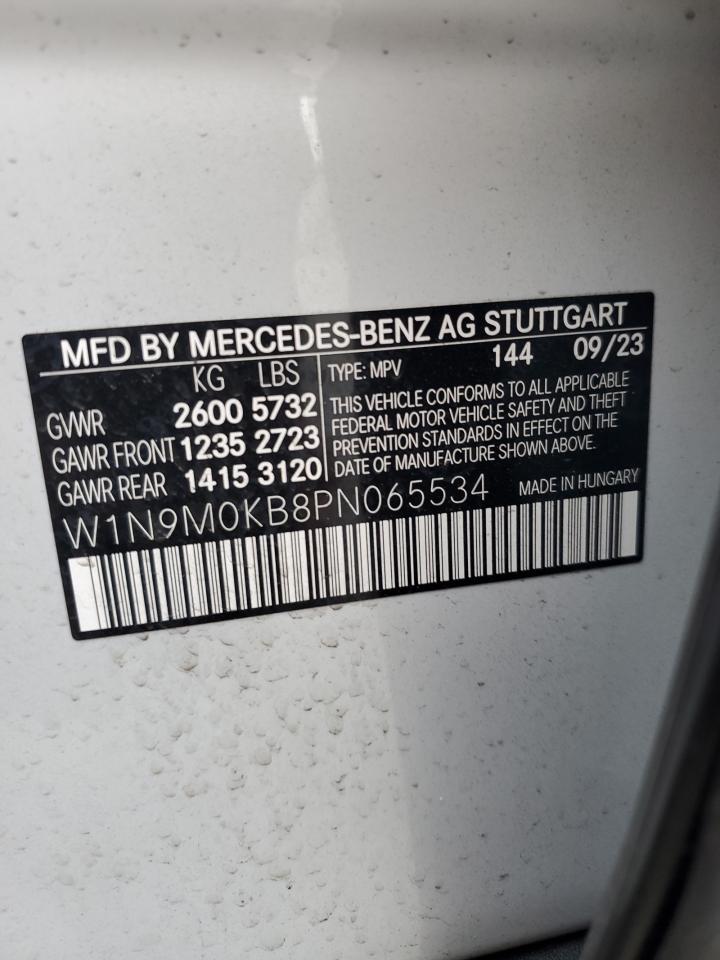 MFD BY MERCEDES-BENZ AG STUTTGART
KG LBS
GVWR 2600 5732
GAWR FRONT 1235 2723
GAWR REAR 1415 3120
TYPE: MPV 144 09/23
THIS VEHICLE CONFORMS TO ALL APPLICABLE
FEDERAL MOTOR VEHICLE SAFETY AND THEFT
PREVENTION STANDARDS IN EFFECT ON THE
DATE OF MANUFACTURE SHOWN ABOVE.
W1N9M0KB8PN065534 MADE IN HUNGARY